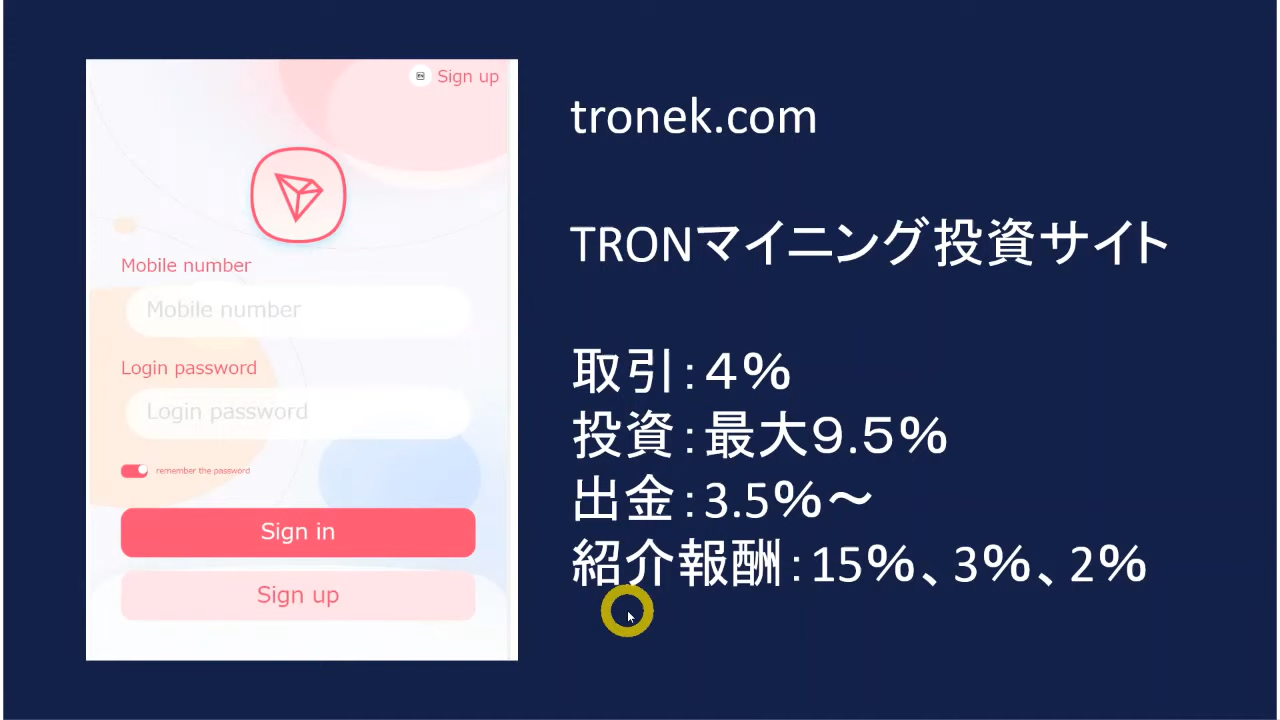 Sign up
Mobile number
Mobile number
Login password
Login password
remember the password
Sign in
Sign up
tronek.com
TRONマイニング投資サイト
取引：４％
投資：最大９.５％
出金：3.5％～
紹介報酬：15％、3％、2％